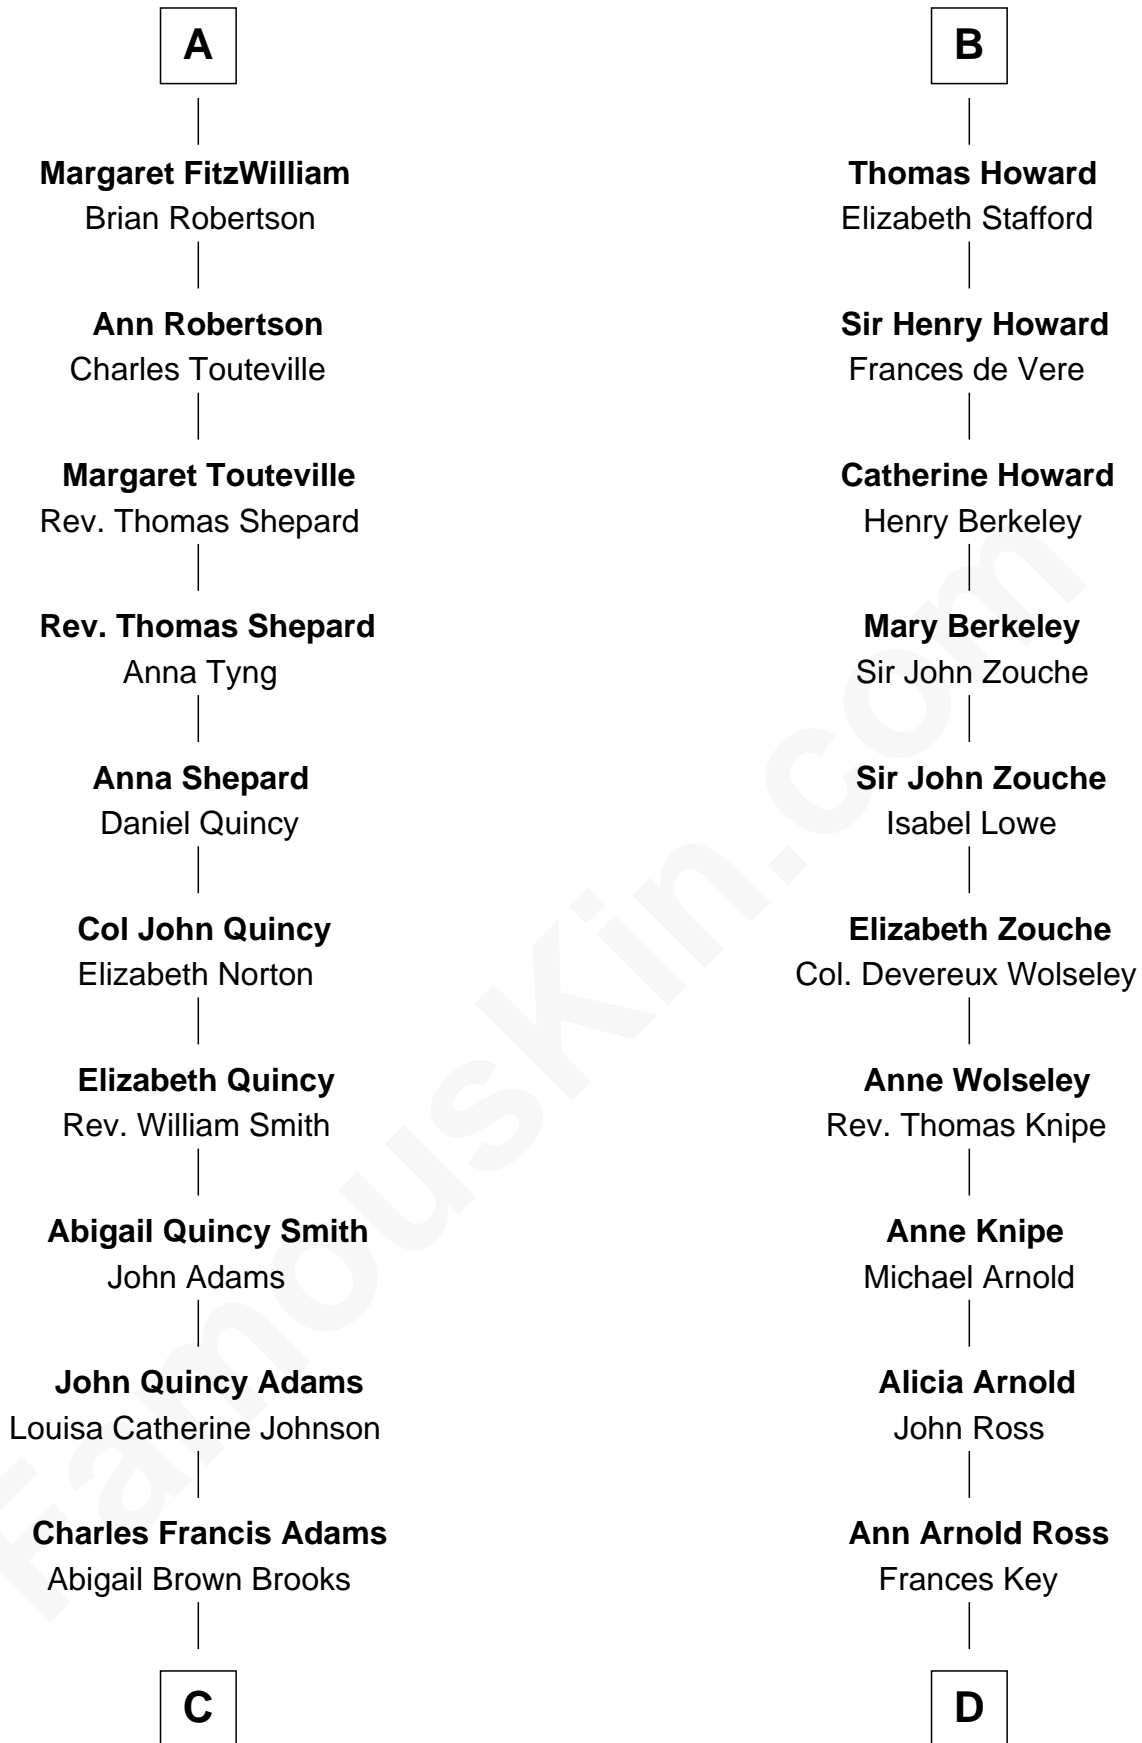 A
Margaret FitzWilliam
Brian Robertson
Ann Robertson
Charles Touteville
Margaret Touteville
Rev. Thomas Shepard
Rev. Thomas Shepard
Anna Tyng
Anna Shepard
Daniel Quincy
Col John Quincy
Elizabeth Norton
Elizabeth Quincy
Rev. William Smith
Abigail Quincy Smith
John Adams
John Quincy Adams
Louisa Catherine Johnson
Charles Francis Adams
Abigail Brown Brooks
C
B
Thomas Howard
Elizabeth Stafford
Sir Henry Howard
Frances de Vere
Catherine Howard
Henry Berkeley
Mary Berkeley
Sir John Zouche
Sir John Zouche
Isabel Lowe
Elizabeth Zouche
Col. Devereux Wolseley
Anne Wolseley
Rev. Thomas Knipe
Anne Knipe
Michael Arnold
Alicia Arnold
John Ross
Ann Arnold Ross
Frances Key
D
FamousKin.com